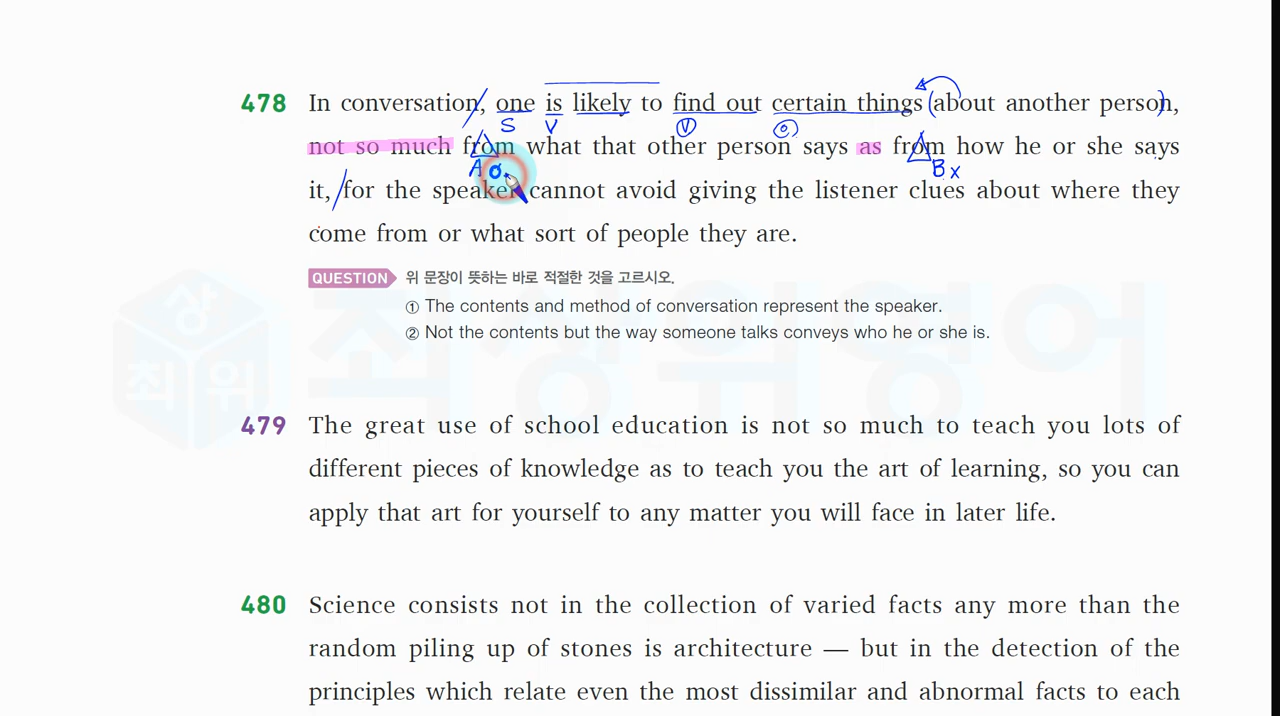 478 In conversation, one is likely to find out certain things (about another person),
S V Ⓥ ⓞ
not so much from what that other person says as from how he or she says
A B x
it, / for the speaker cannot avoid giving the listener clues about where they
come from or what sort of people they are.
QUESTION 위 문장이 뜻하는 바로 적절한 것을 고르시오.
① The contents and method of conversation represent the speaker.
② Not the contents but the way someone talks conveys who he or she is.
상
최 위
최상위영어
479 The great use of school education is not so much to teach you lots of
different pieces of knowledge as to teach you the art of learning, so you can
apply that art for yourself to any matter you will face in later life.
480 Science consists not in the collection of varied facts any more than the
random piling up of stones is architecture — but in the detection of the
principles which relate even the most dissimilar and abnormal facts to each